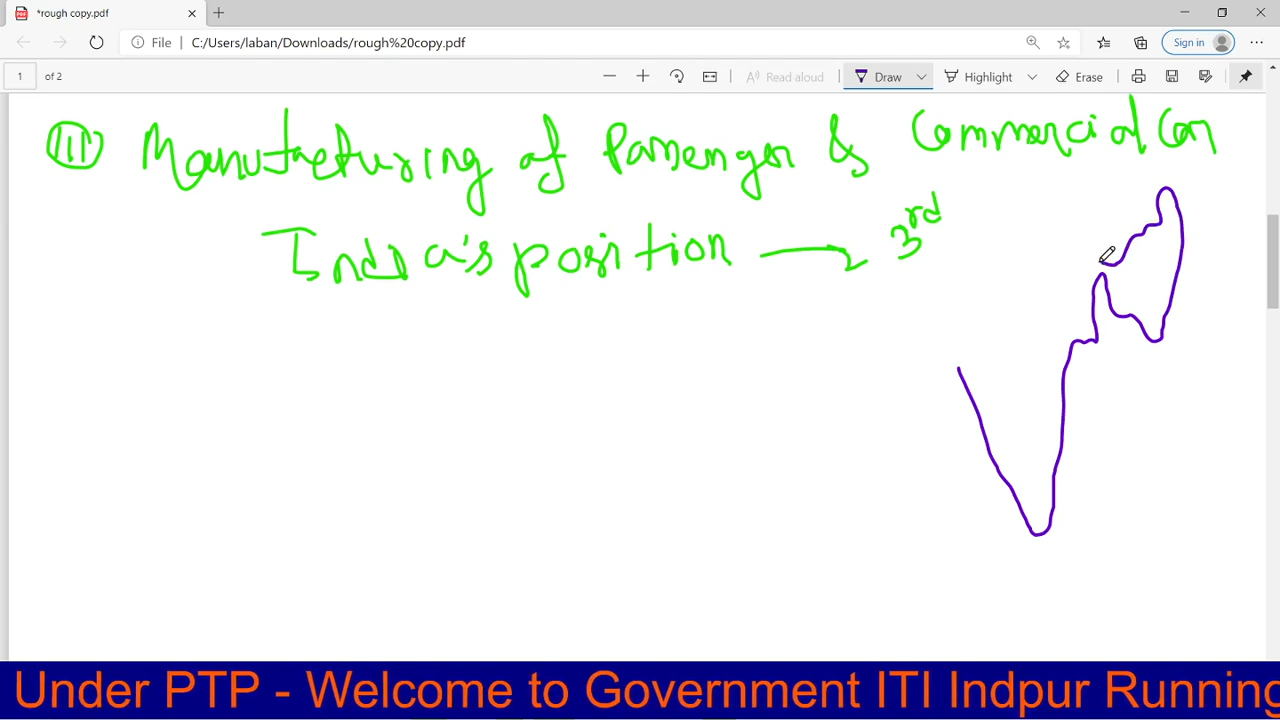 *rough copy.pdf
File
C:/Users/laban/Downloads/rough%20copy.pdf
Sign in
1 of 2
Read aloud
Draw
Highlight
Erase
III Manufacturing of Passenger & Commercial Car
India's position → 3rd
Under PTP - Welcome to Government ITI Indpur Running